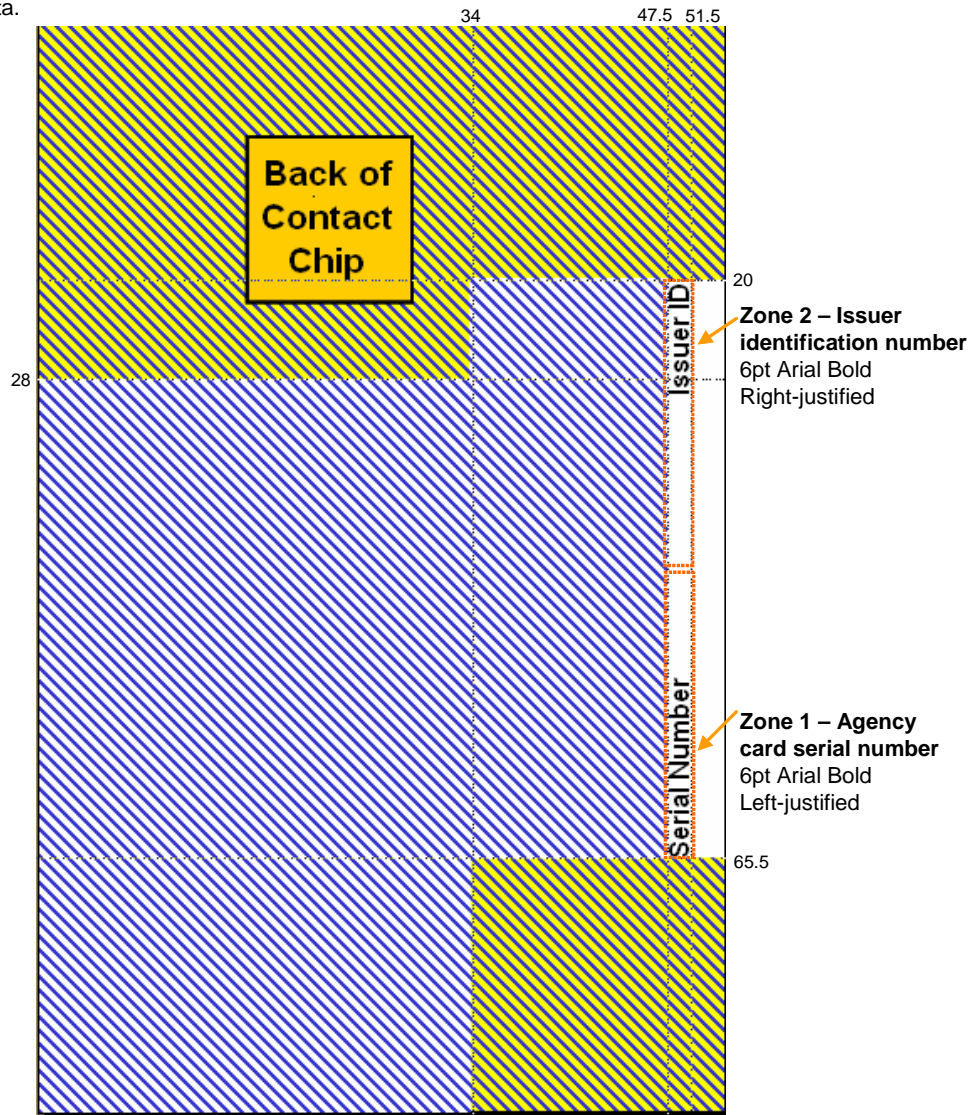 ta.
34
47.5
51.5
Back of
Contact
Chip
20
Issuer ID
Zone 2 – Issuer
identification number
6pt Arial Bold
Right-justified
28
Serial Number
Zone 1 – Agency
card serial number
6pt Arial Bold
Left-justified
65.5